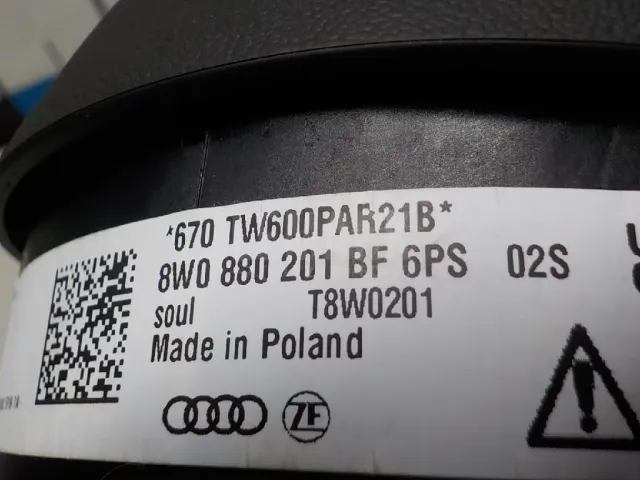 *670 TW600PAR21B*
8W0 880 201 BF 6PS 02S
soul T8W0201
Made in Poland
ZF